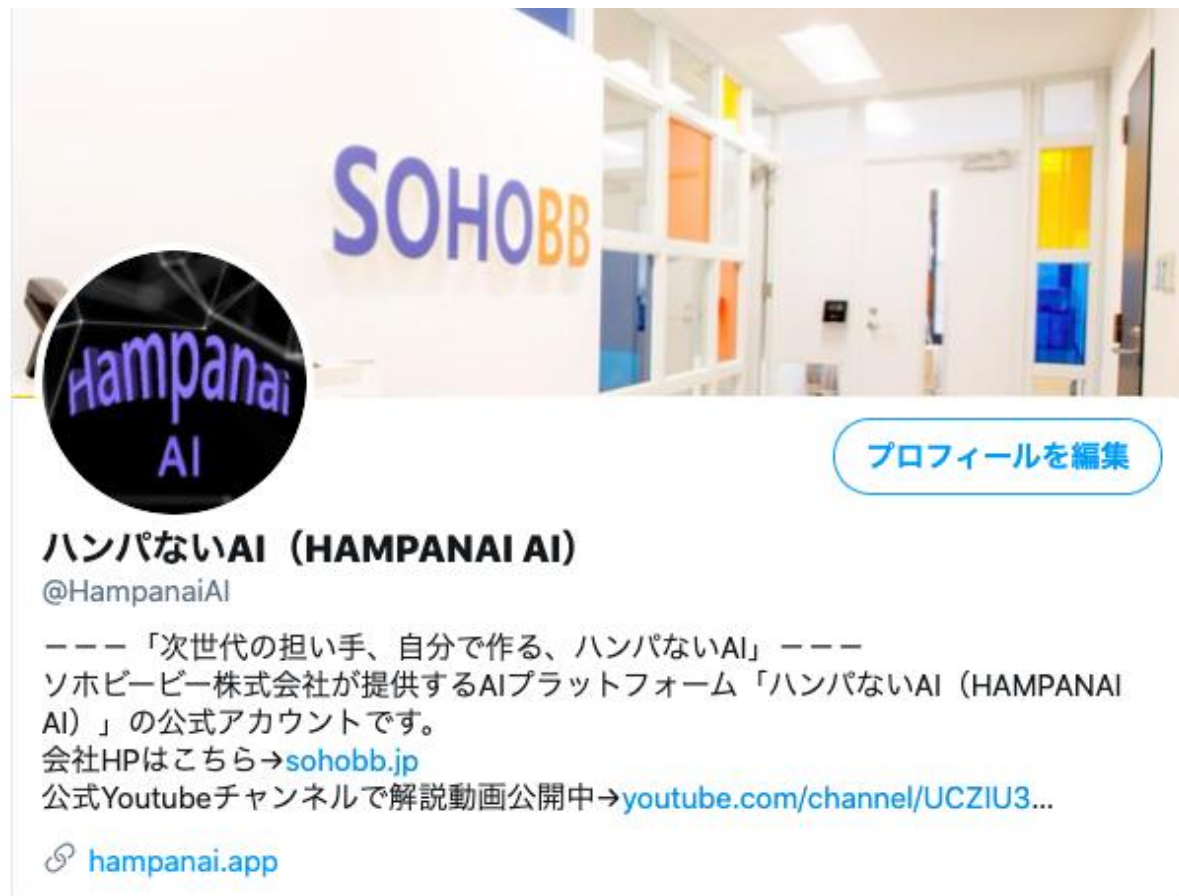 SOHOBB
Hampanai
AI
プロフィールを編集
ハンパないAI（HAMPANAI AI）
@HampanaiAI
ーーー「次世代の担い手、自分で作る、ハンパないAI」ーーー
ソホビービー株式会社が提供するAIプラットフォーム「ハンパないAI（HAMPANAI
AI）」の公式アカウントです。
会社HPはこちら→sohobb.jp
公式Youtubeチャンネルで解説動画公開中→youtube.com/channel/UCZIU3…
hampanai.app